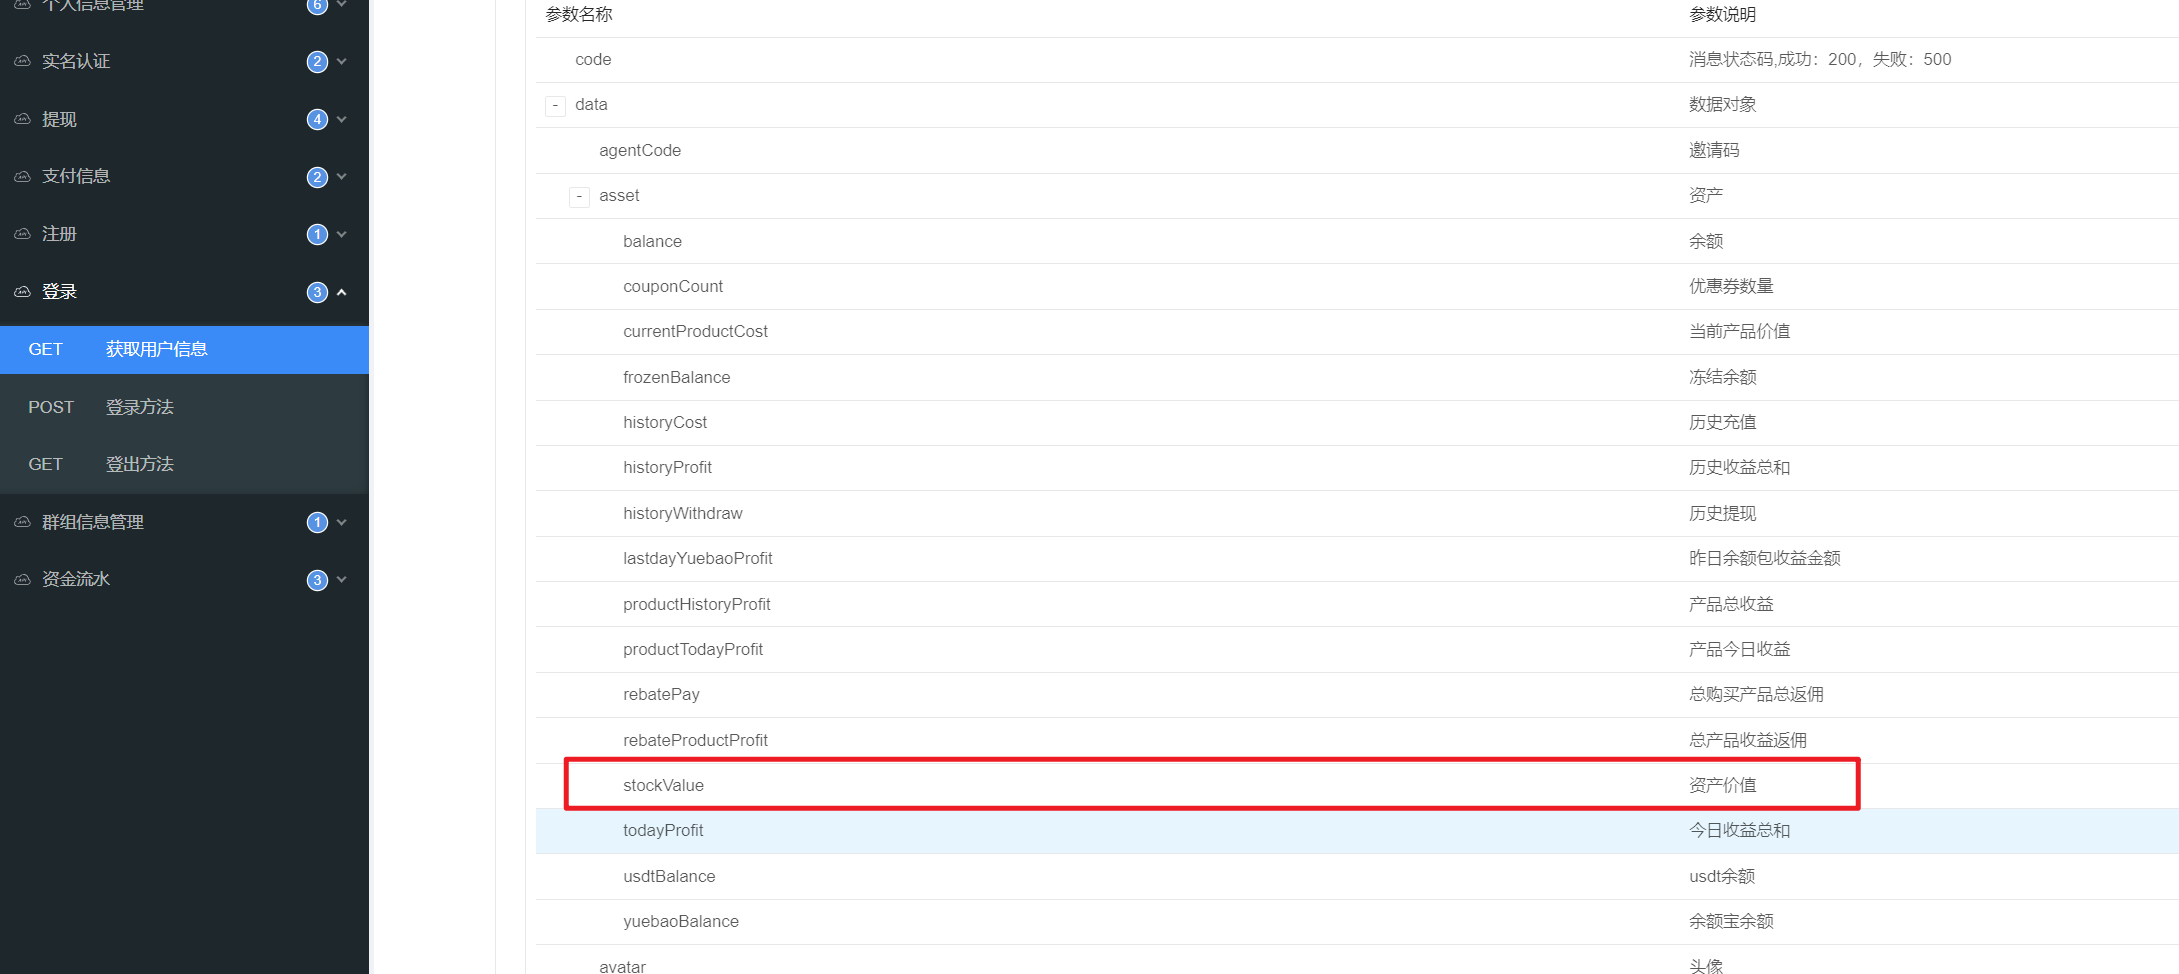 个人信息管理 6
实名认证 2
提现 4
支付信息 2
注册 1
登录 3
GET 获取用户信息
POST 登录方法
GET 登出方法
群组信息管理 1
资金流水 3
参数名称 参数说明
code 消息状态码,成功：200，失败：500
- data 数据对象
agentCode 邀请码
- asset 资产
balance 余额
couponCount 优惠券数量
currentProductCost 当前产品价值
frozenBalance 冻结余额
historyCost 历史充值
historyProfit 历史收益总和
historyWithdraw 历史提现
lastdayYuebaoProfit 昨日余额包收益金额
productHistoryProfit 产品总收益
productTodayProfit 产品今日收益
rebatePay 总购买产品总返佣
rebateProductProfit 总产品收益返佣
stockValue 资产价值
todayProfit 今日收益总和
usdtBalance usdt余额
yuebaoBalance 余额宝余额
avatar 头像